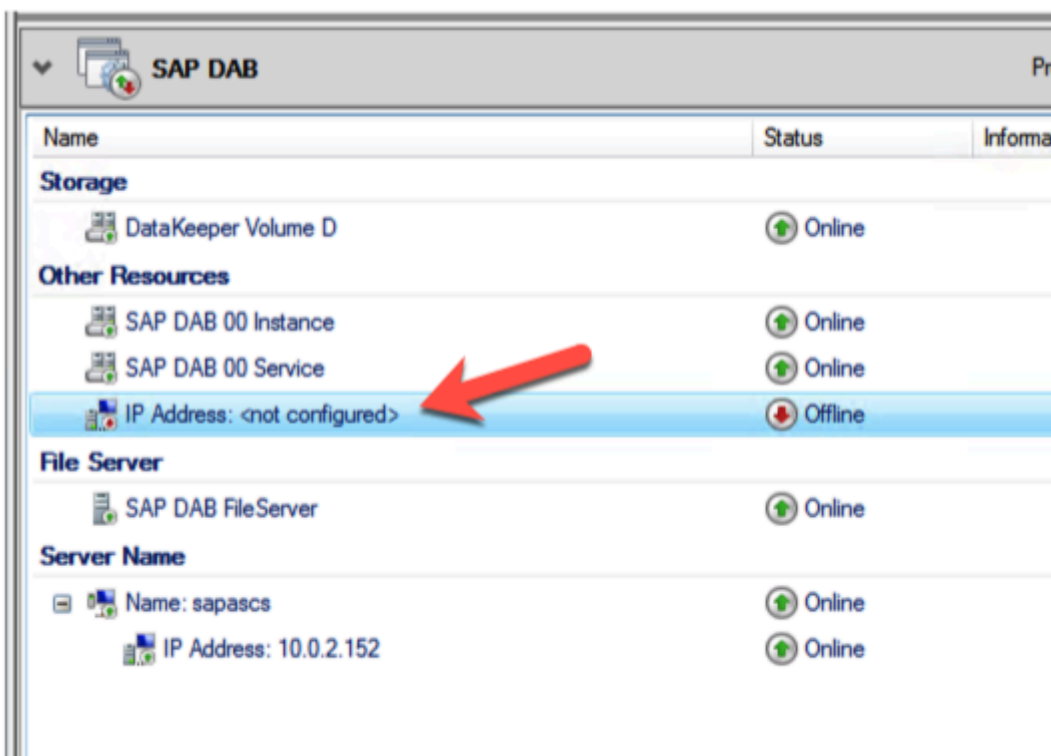 SAP DAB Pr
Name Status Informa
Storage
DataKeeper Volume D Online
Other Resources
SAP DAB 00 Instance Online
SAP DAB 00 Service Online
IP Address: <not configured> Offline
File Server
SAP DAB FileServer Online
Server Name
Name: sapascs Online
IP Address: 10.0.2.152 Online